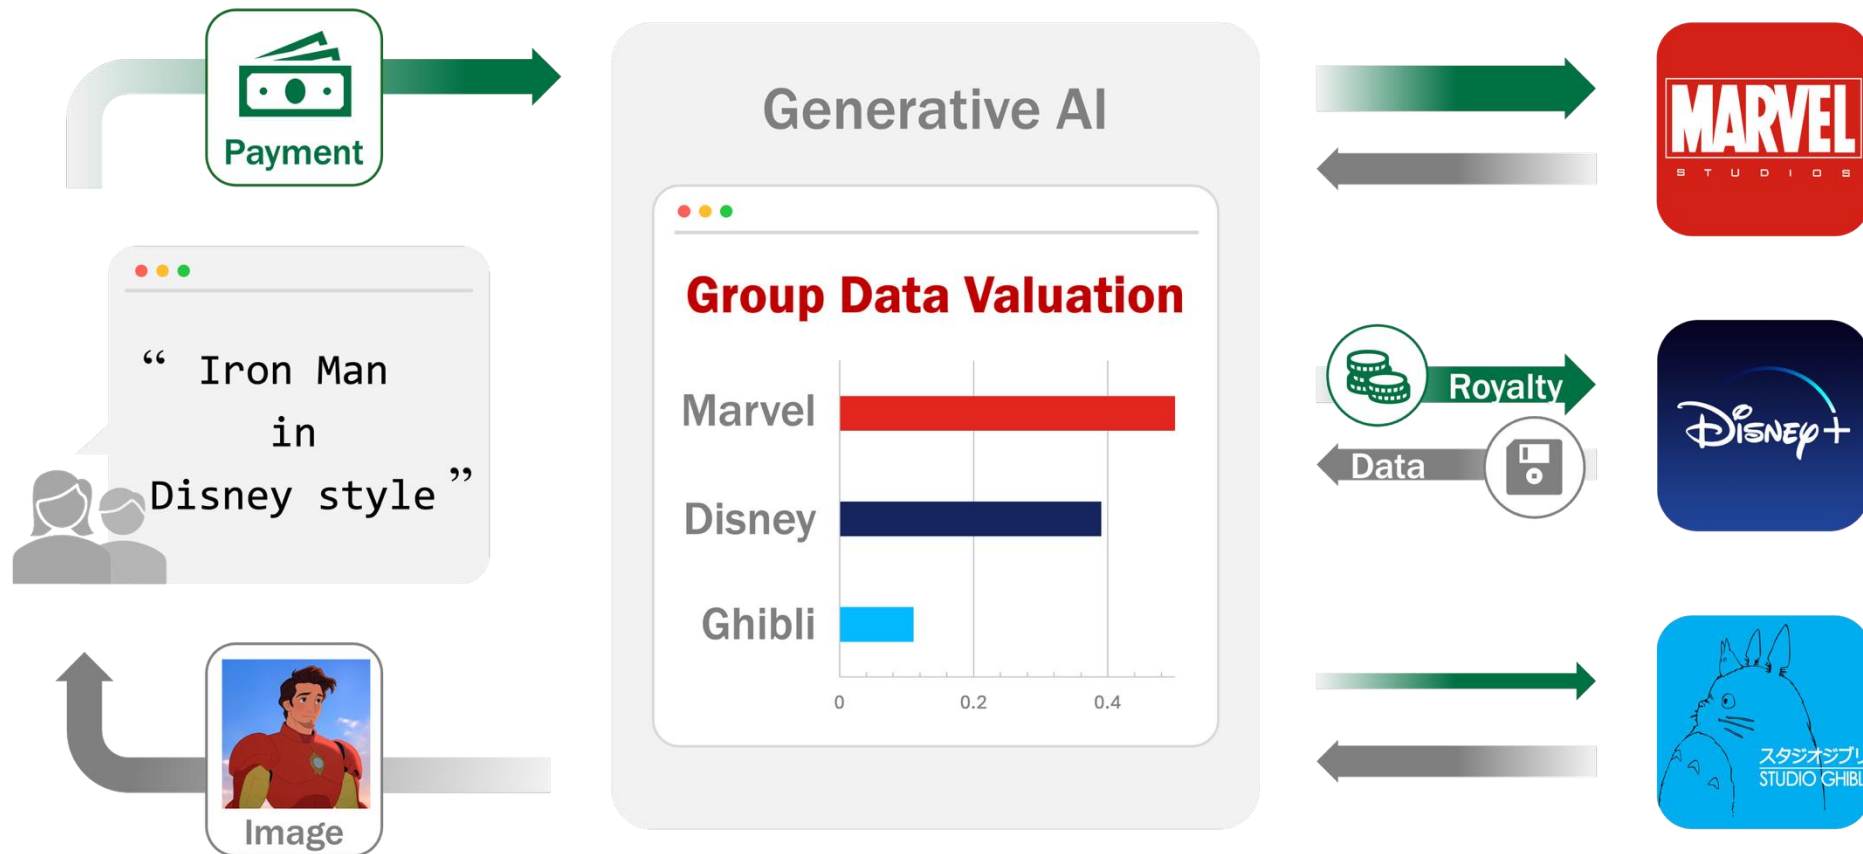 Payment
Generative AI
MARVEL
STUDIOS
“ Iron Man
in
Disney style ”
Group Data Valuation
Marvel
Disney
Ghibli
0
0.2
0.4
Royalty
Data
Disney+
スタジオジブリ
STUDIO GHIBL
Image